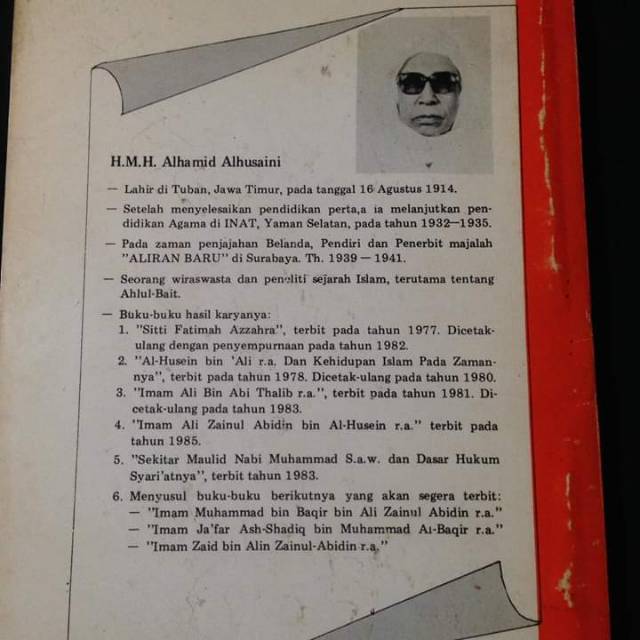 H.M.H. Alhamid Alhusaini
— Lahir di Tuban, Jawa Timur, pada tanggal 16 Agustus 1914.
— Setelah menyelesaikan pendidikan perta,a ia melanjutkan pen-
didikan Agama di INAT, Yaman Selatan, pada tahun 1932—1935.
— Pada zaman penjajahan Belanda, Pendiri dan Penerbit majalah
"ALIRAN BARU" di Surabaya. Th. 1939 — 1941.
— Seorang wiraswasta dan peneliti sejarah Islam, terutama tentang
Ahlul-Bait.
— Buku-buku hasil karyanya:
1. "Sitti Fatimah Azzahra", terbit pada tahun 1977. Dicetak-
ulang dengan penyempurnaan pada tahun 1982.
2. "Al-Husein bin 'Ali r.a. Dan Kehidupan Islam Pada Zaman-
nya", terbit pada tahun 1978. Dicetak-ulang pada tahun 1980.
3. "Imam Ali Bin Abi Thalib r.a.", terbit pada tahun 1981. Di-
cetak-ulang pada tahun 1983.
4. "Imam Ali Zainul Abidin bin Al-Husein r.a." terbit pada
tahun 1985.
5. "Sekitar Maulid Nabi Muhammad S.a.w. dan Dasar Hukum
Syari'atnya", terbit tahun 1983.
6. Menyusul buku-buku berikutnya yang akan segera terbit:
— "Imam Muhammad bin Baqir bin Ali Zainul Abidin r.a."
— "Imam Ja'far Ash-Shadiq bin Muhammad Al-Baqir r.a."
— "Imam Zaid bin Alin Zainul-Abidin r.a."